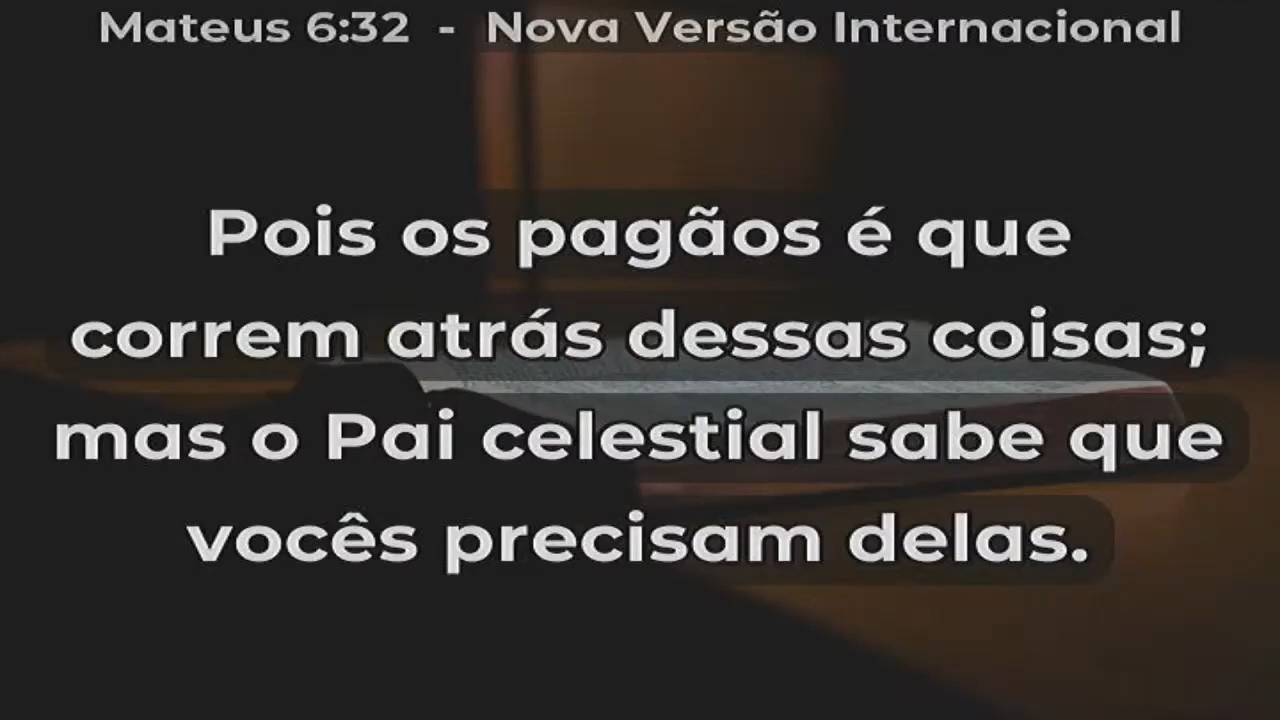 Mateus 6:32 - Nova Versão Internacional
Pois os pagãos é que
correm atrás dessas coisas;
mas o Pai celestial sabe que
vocês precisam delas.